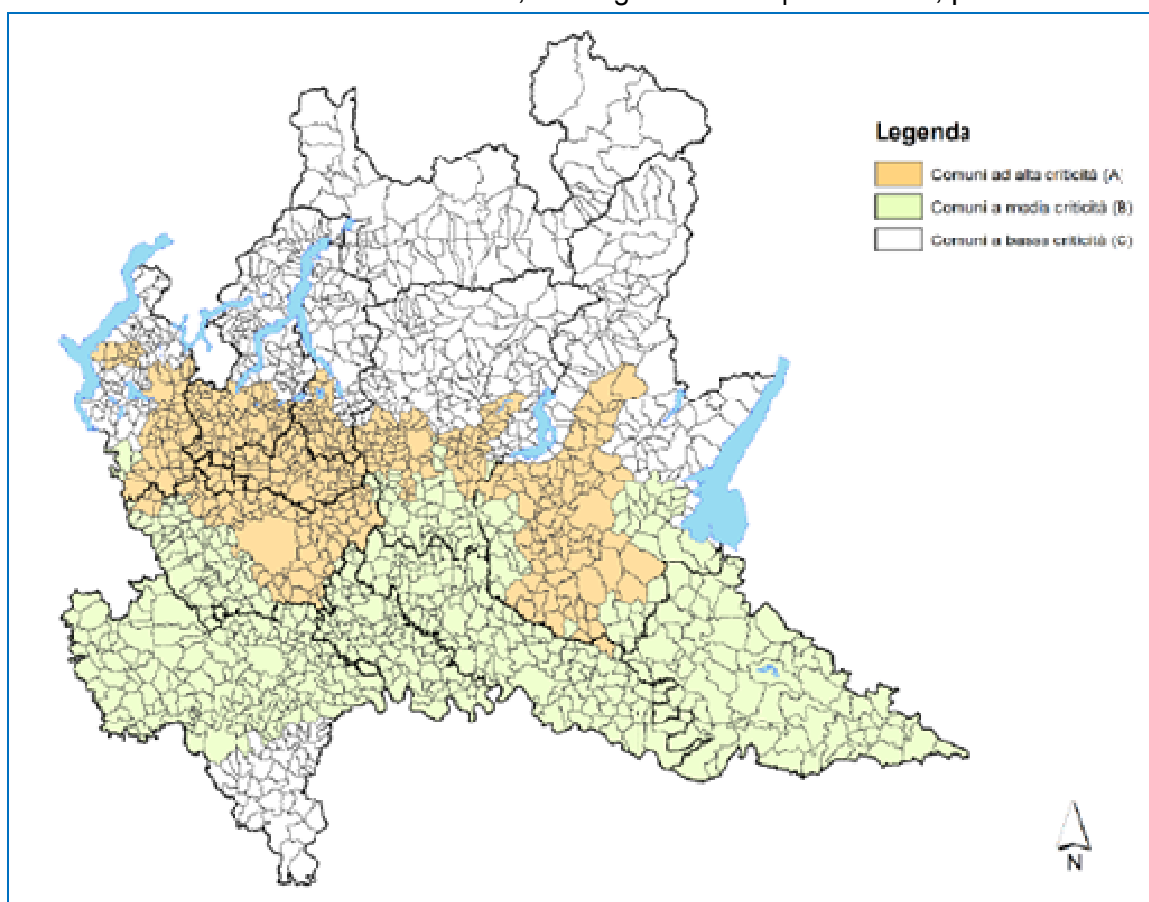 Legenda
Comuni ad alta criticità (A)
Comuni a media criticità (B)
Comuni a bassa criticità (C)
N